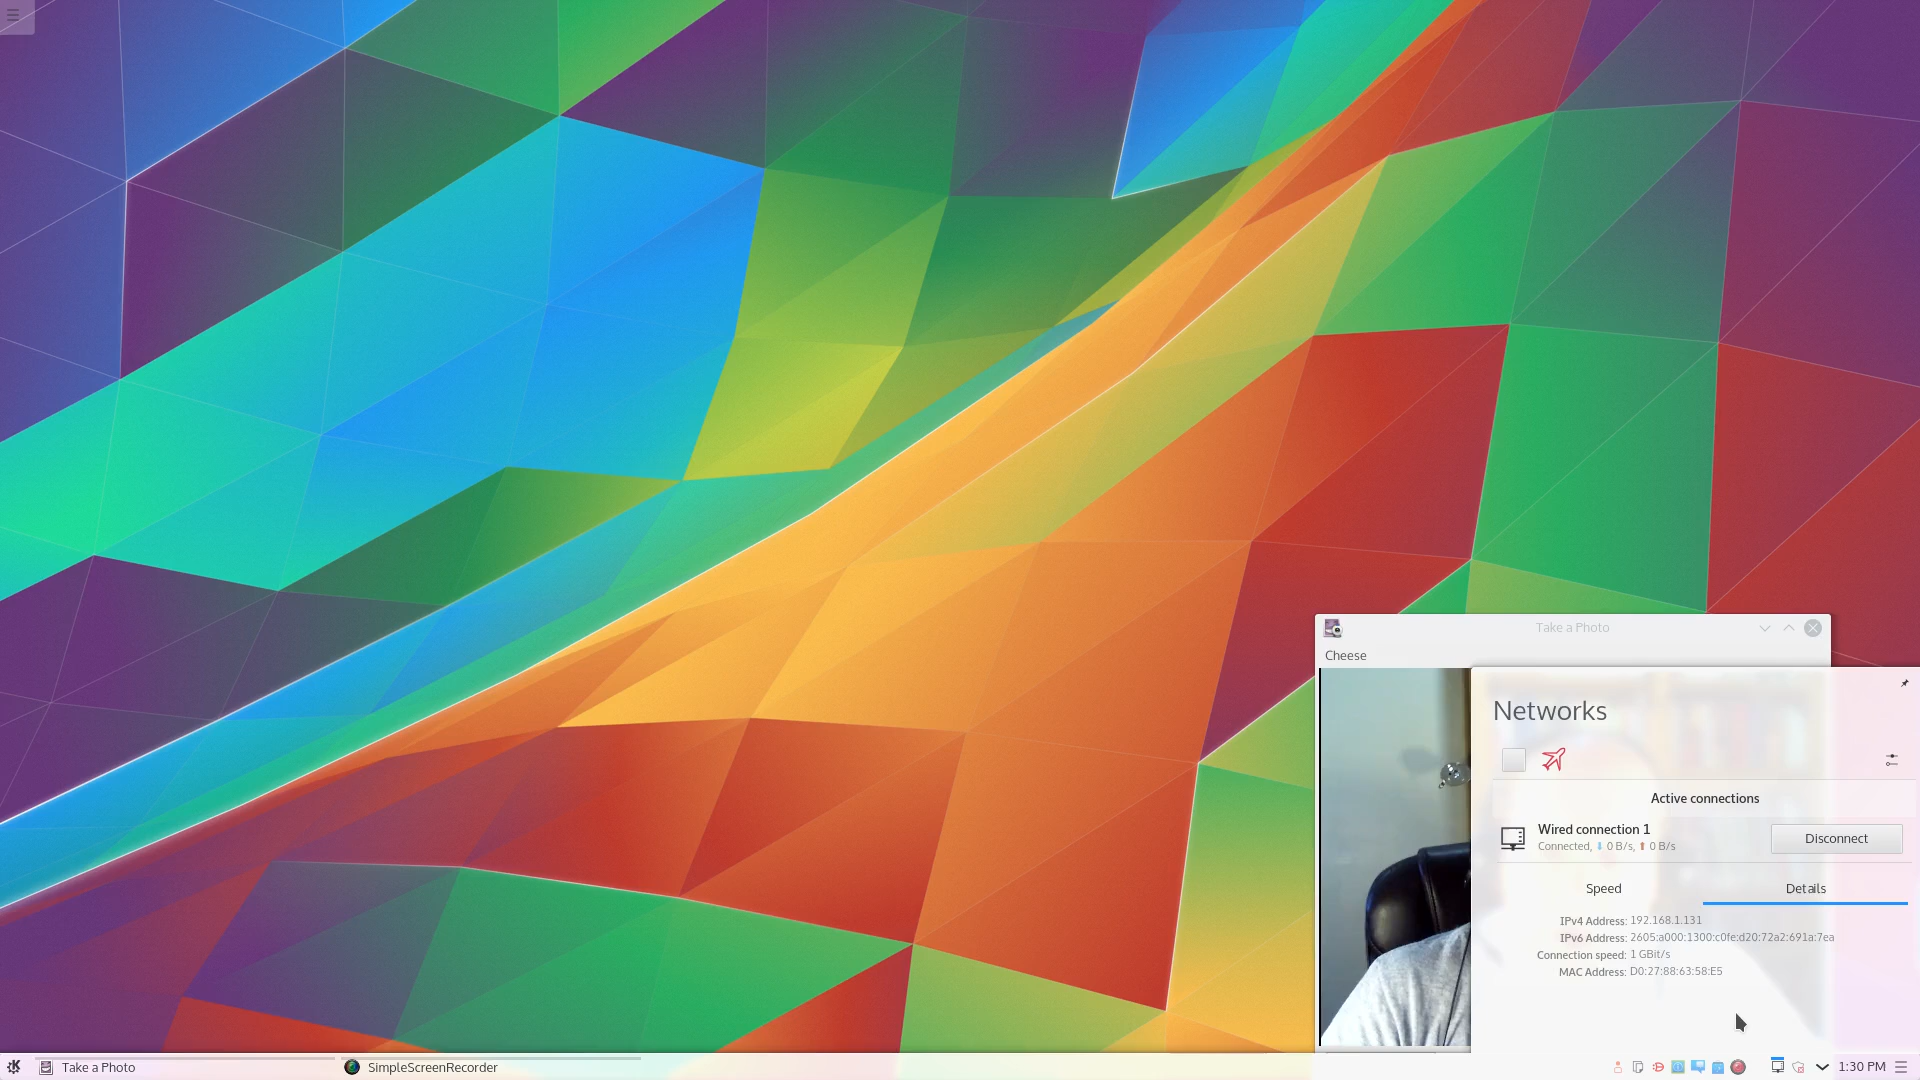 Take a Photo
Cheese
Networks
Active connections
Wired connection 1
Connected, ⬇ 0 B/s, ⬆ 0 B/s
Disconnect
Speed
Details
IPv4 Address: 192.168.1.131
IPv6 Address: 2605:a000:1300:c0fe:d20:72a2:691a:7ea
Connection speed: 1 GBit/s
MAC Address: D0:27:88:63:58:E5
Take a Photo
SimpleScreenRecorder
1:30 PM